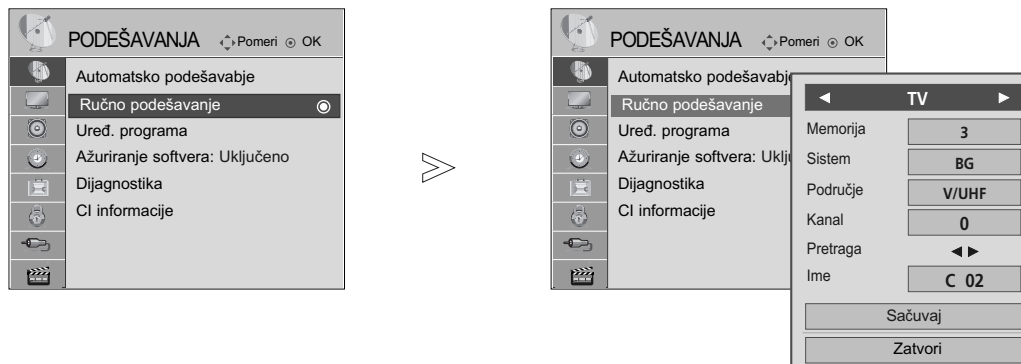 PODEŠAVANJA Pomeri OK
Automatsko podešavabje
Ručno podešavanje
Uređ. programa
Ažuriranje softvera: Uključeno
Dijagnostika
CI informacije
PODEŠAVANJA Pomeri OK
Automatsko podešavabj
Ručno podešavanje
Uređ. programa
Ažuriranje softvera: Uklju
Dijagnostika
CI informacije
◄ TV ►
Memorija 3
Sistem BG
Područje V/UHF
Kanal 0
Pretraga ◄ ►
Ime C 02
Sačuvaj
Zatvori